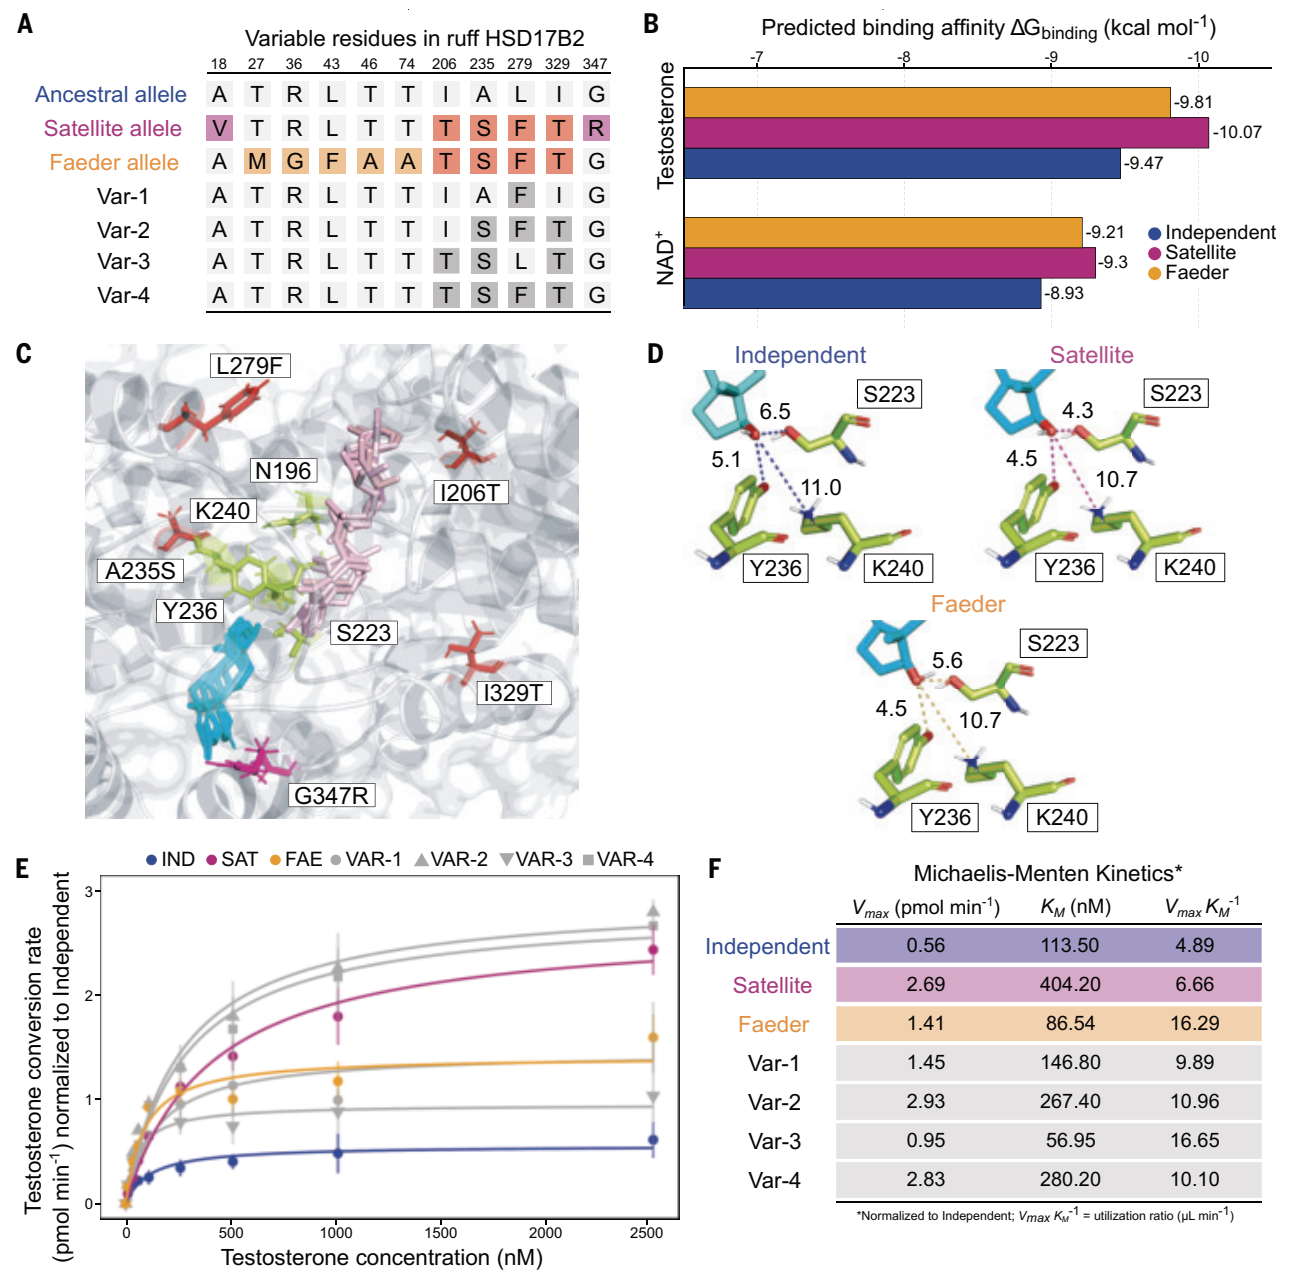 A
Variable residues in ruff HSD17B2
18 27 36 43 46 74 206 235 279 329 347
Ancestral allele A T R L T T I A L I G
Satellite allele V T R L T T T S F T R
Faeder allele A M G F A A T S F T G
Var-1 A T R L T T I A F I G
Var-2 A T R L T T I S F T G
Var-3 A T R L T T T S L T G
Var-4 A T R L T T T S F T G
B
Predicted binding affinity ΔGbinding (kcal mol-1)
-7 -8 -9 -10
Testosterone
-9.81
-10.07
-9.47
NAD+
-9.21
-9.3
-8.93
Independent
Satellite
Faeder
C
L279F
N196
I206T
K240
A235S
Y236
S223
I329T
G347R
D
Independent
S223
6.5
5.1
11.0
Y236
K240
Satellite
S223
4.3
4.5
10.7
Y236
K240
Faeder
S223
5.6
4.5
10.7
Y236
K240
E
IND SAT FAE VAR-1 VAR-2 VAR-3 VAR-4
Testosterone conversion rate
(pmol min-1) normalized to Independent
3
2
1
0
0 500 1000 1500 2000 2500
Testosterone concentration (nM)
F
Michaelis-Menten Kinetics*
Vmax (pmol min-1) KM (nM) Vmax KM-1
Independent 0.56 113.50 4.89
Satellite 2.69 404.20 6.66
Faeder 1.41 86.54 16.29
Var-1 1.45 146.80 9.89
Var-2 2.93 267.40 10.96
Var-3 0.95 56.95 16.65
Var-4 2.83 280.20 10.10
*Normalized to Independent; Vmax KM-1 = utilization ratio (µL min-1)